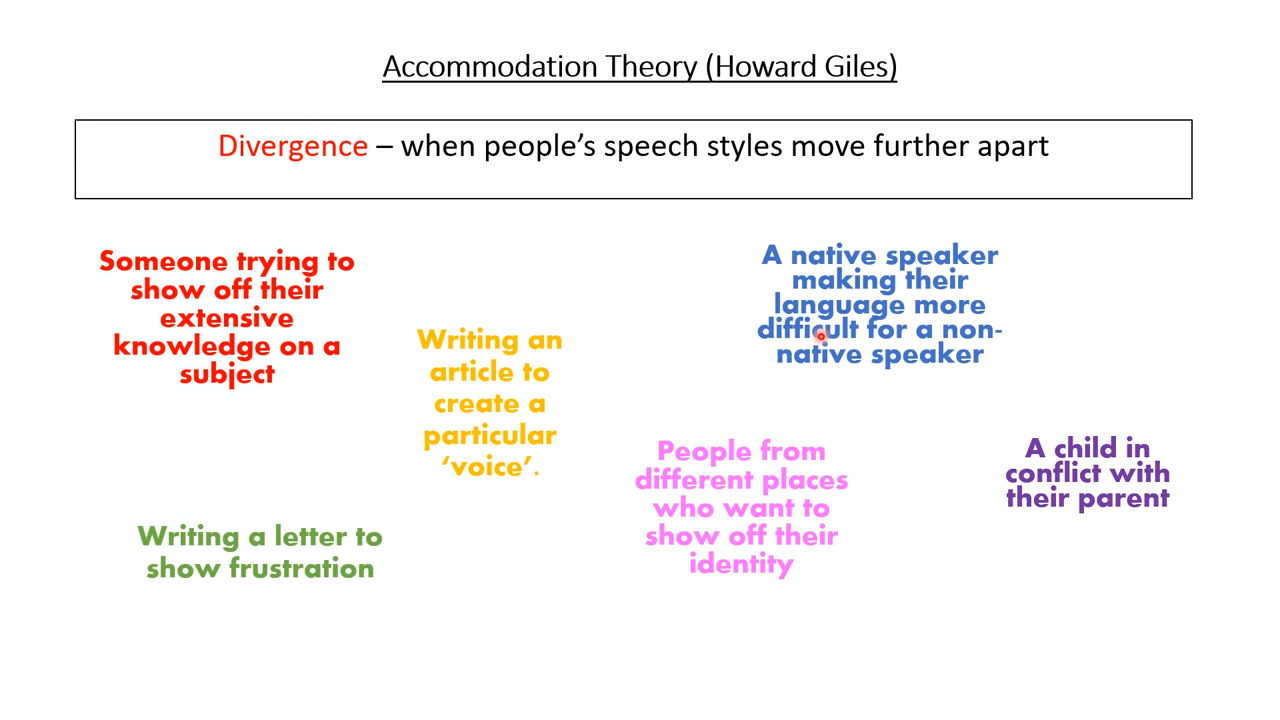 Accommodation Theory (Howard Giles)
Divergence – when people’s speech styles move further apart
Someone trying to
show off their
extensive
knowledge on a
subject
Writing an
article to
create a
particular
‘voice’.
A native speaker
making their
language more
difficult for a non-
native speaker
People from
different places
who want to
show off their
identity
A child in
conflict with
their parent
Writing a letter to
show frustration